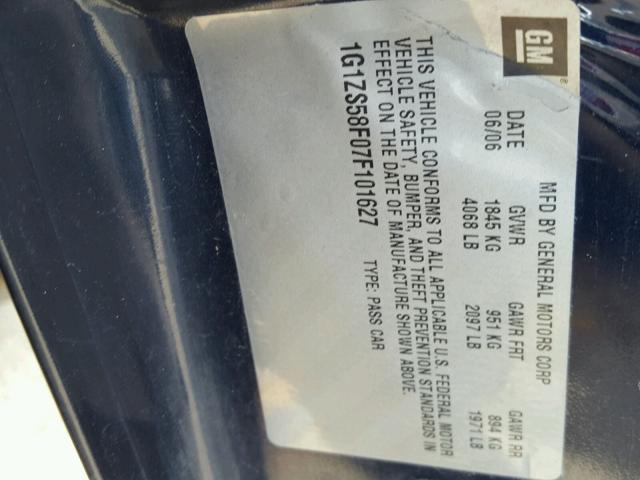 GM
®
MFD BY GENERAL MOTORS CORP
DATE GVWR GAWR FRT GAWR RR
06/06 1845 KG 951 KG 894 KG
4068 LB 2097 LB 1971 LB
THIS VEHICLE CONFORMS TO ALL APPLICABLE U.S. FEDERAL MOTOR
VEHICLE SAFETY, BUMPER, AND THEFT PREVENTION STANDARDS IN
EFFECT ON THE DATE OF MANUFACTURE SHOWN ABOVE.
1G1ZS58F07F101627 TYPE: PASS CAR